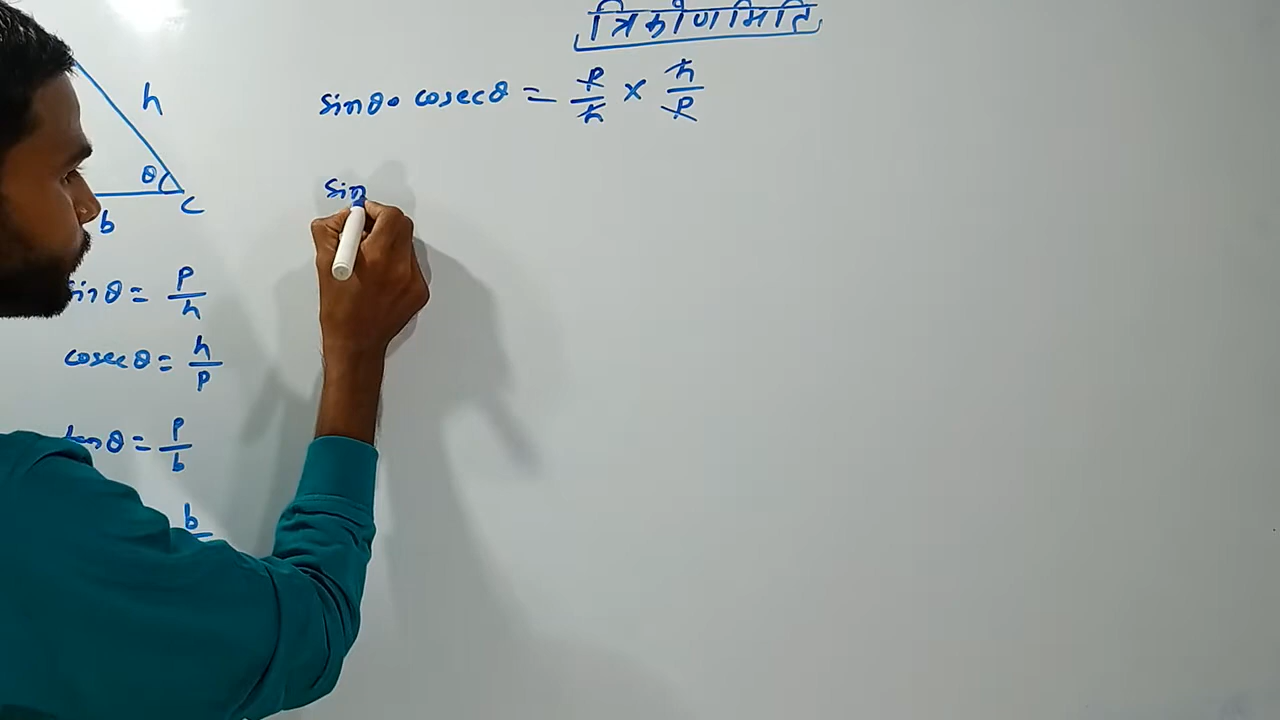 त्रिकोणमिति
h
θ
C
b
sinθ · cosecθ = p/h × h/p
sin
sinθ = p/h
cosecθ = h/p
tanθ = p/b
b